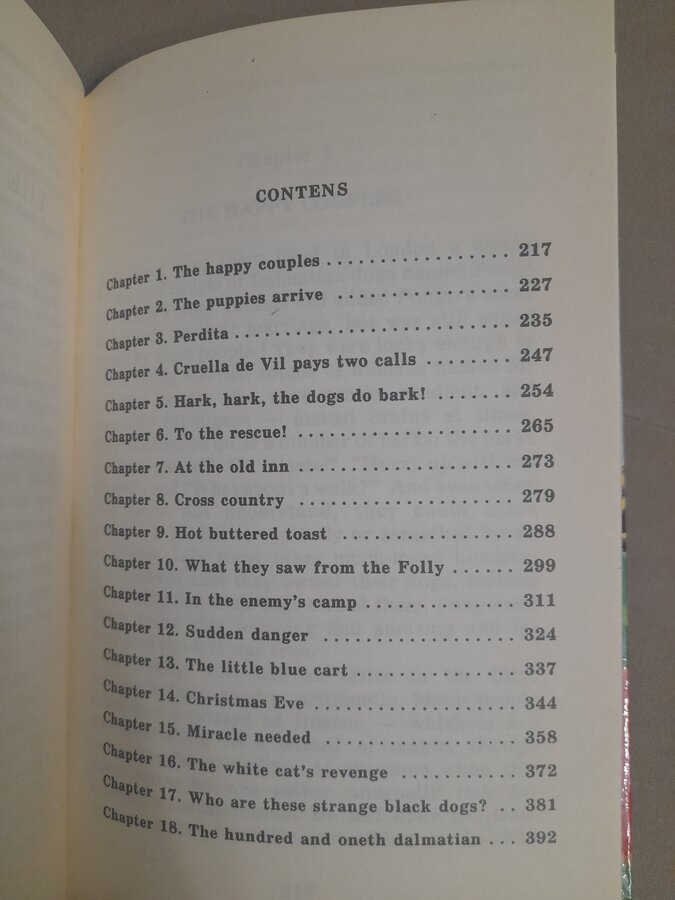 CONTENS
Chapter 1. The happy couples ................. 217
Chapter 2. The puppies arrive ................ 227
Chapter 3. Perdita ........................... 235
Chapter 4. Cruella de Vil pays two calls ........ 247
Chapter 5. Hark, hark, the dogs do bark! ....... 254
Chapter 6. To the rescue! .................... 265
Chapter 7. At the old inn .................... 273
Chapter 8. Cross country .................... 279
Chapter 9. Hot buttered toast ................ 288
Chapter 10. What they saw from the Folly ...... 299
Chapter 11. In the enemy's camp .............. 311
Chapter 12. Sudden danger ................... 324
Chapter 13. The little blue cart ............... 337
Chapter 14. Christmas Eve ................... 344
Chapter 15. Miracle needed .................. 358
Chapter 16. The white cat's revenge ........... 372
Chapter 17. Who are these strange black dogs? .. 381
Chapter 18. The hundred and oneth dalmatian ... 392